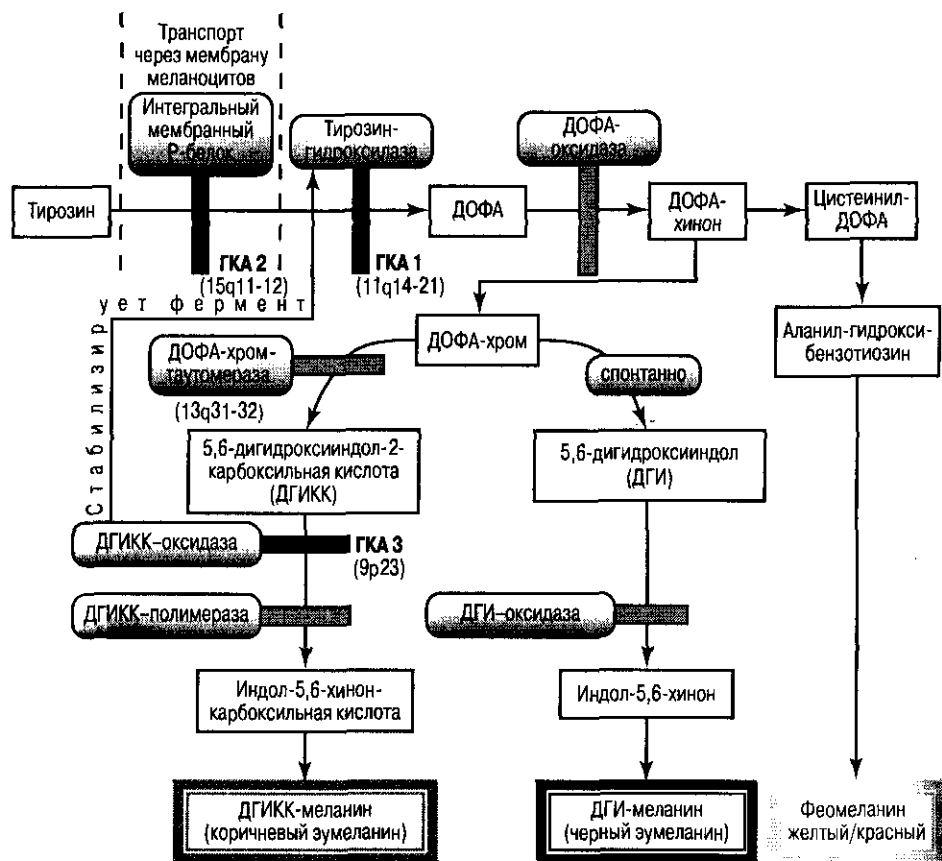 Транспорт
через мембрану
меланоцитов
Интегральный
мембранный
Р-белок
Тирозин-
гидроксилаза
ДОФА-
оксидаза
Тирозин
ДОФА
ДОФА-
хинон
Цистеинил-
ДОФА
ГКА 2
(15q11-12)
ГКА 1
(11q14-21)
Стабилизирует фермент
ДОФА-хром-
таутомераза
(13q31-32)
ДОФА-хром
спонтанно
Аланил-гидрокси-
бензотиозин
5,6-дигидроксииндол-2-
карбоксильная кислота
(ДГИКК)
5,6-дигидроксииндол
(ДГИ)
ДГИКК–оксидаза
ГКА 3
(9p23)
ДГИКК–полимераза
ДГИ–оксидаза
Индол-5,6-хинон-
карбоксильная кислота
Индол-5,6-хинон
ДГИКК-меланин
(коричневый эумеланин)
ДГИ-меланин
(черный эумеланин)
Феомеланин
желтый/красный